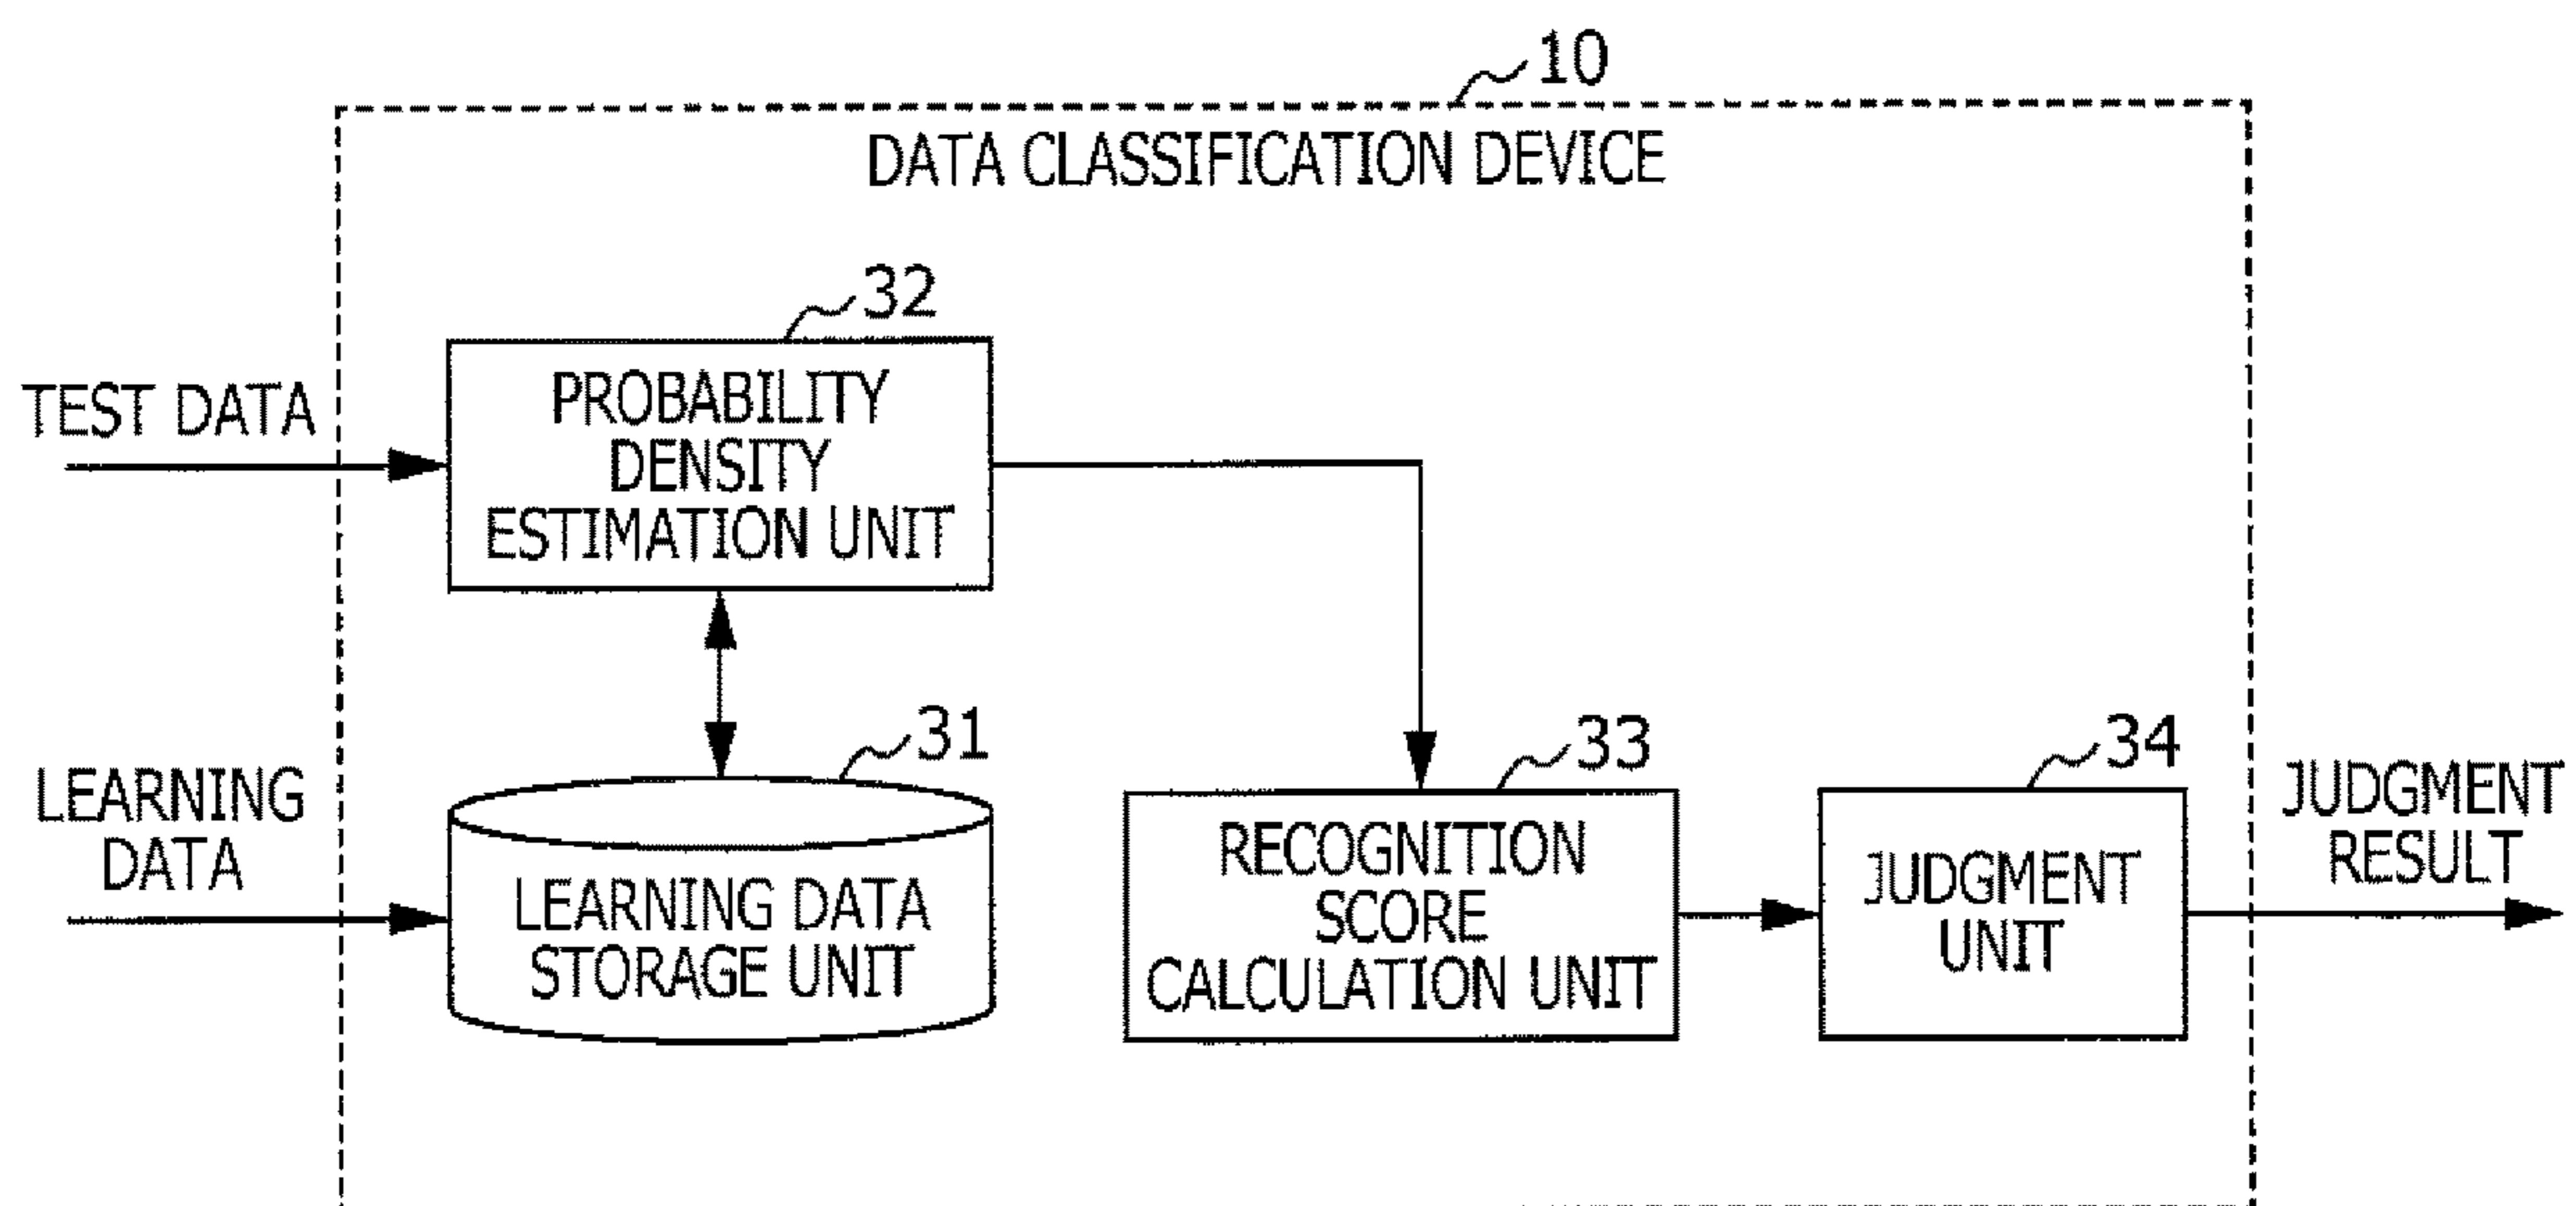 10
DATA CLASSIFICATION DEVICE
32
TEST DATA
PROBABILITY
DENSITY
ESTIMATION UNIT
31
LEARNING
DATA
LEARNING DATA
STORAGE UNIT
33
RECOGNITION
SCORE
CALCULATION UNIT
34
JUDGMENT
UNIT
JUDGMENT
RESULT